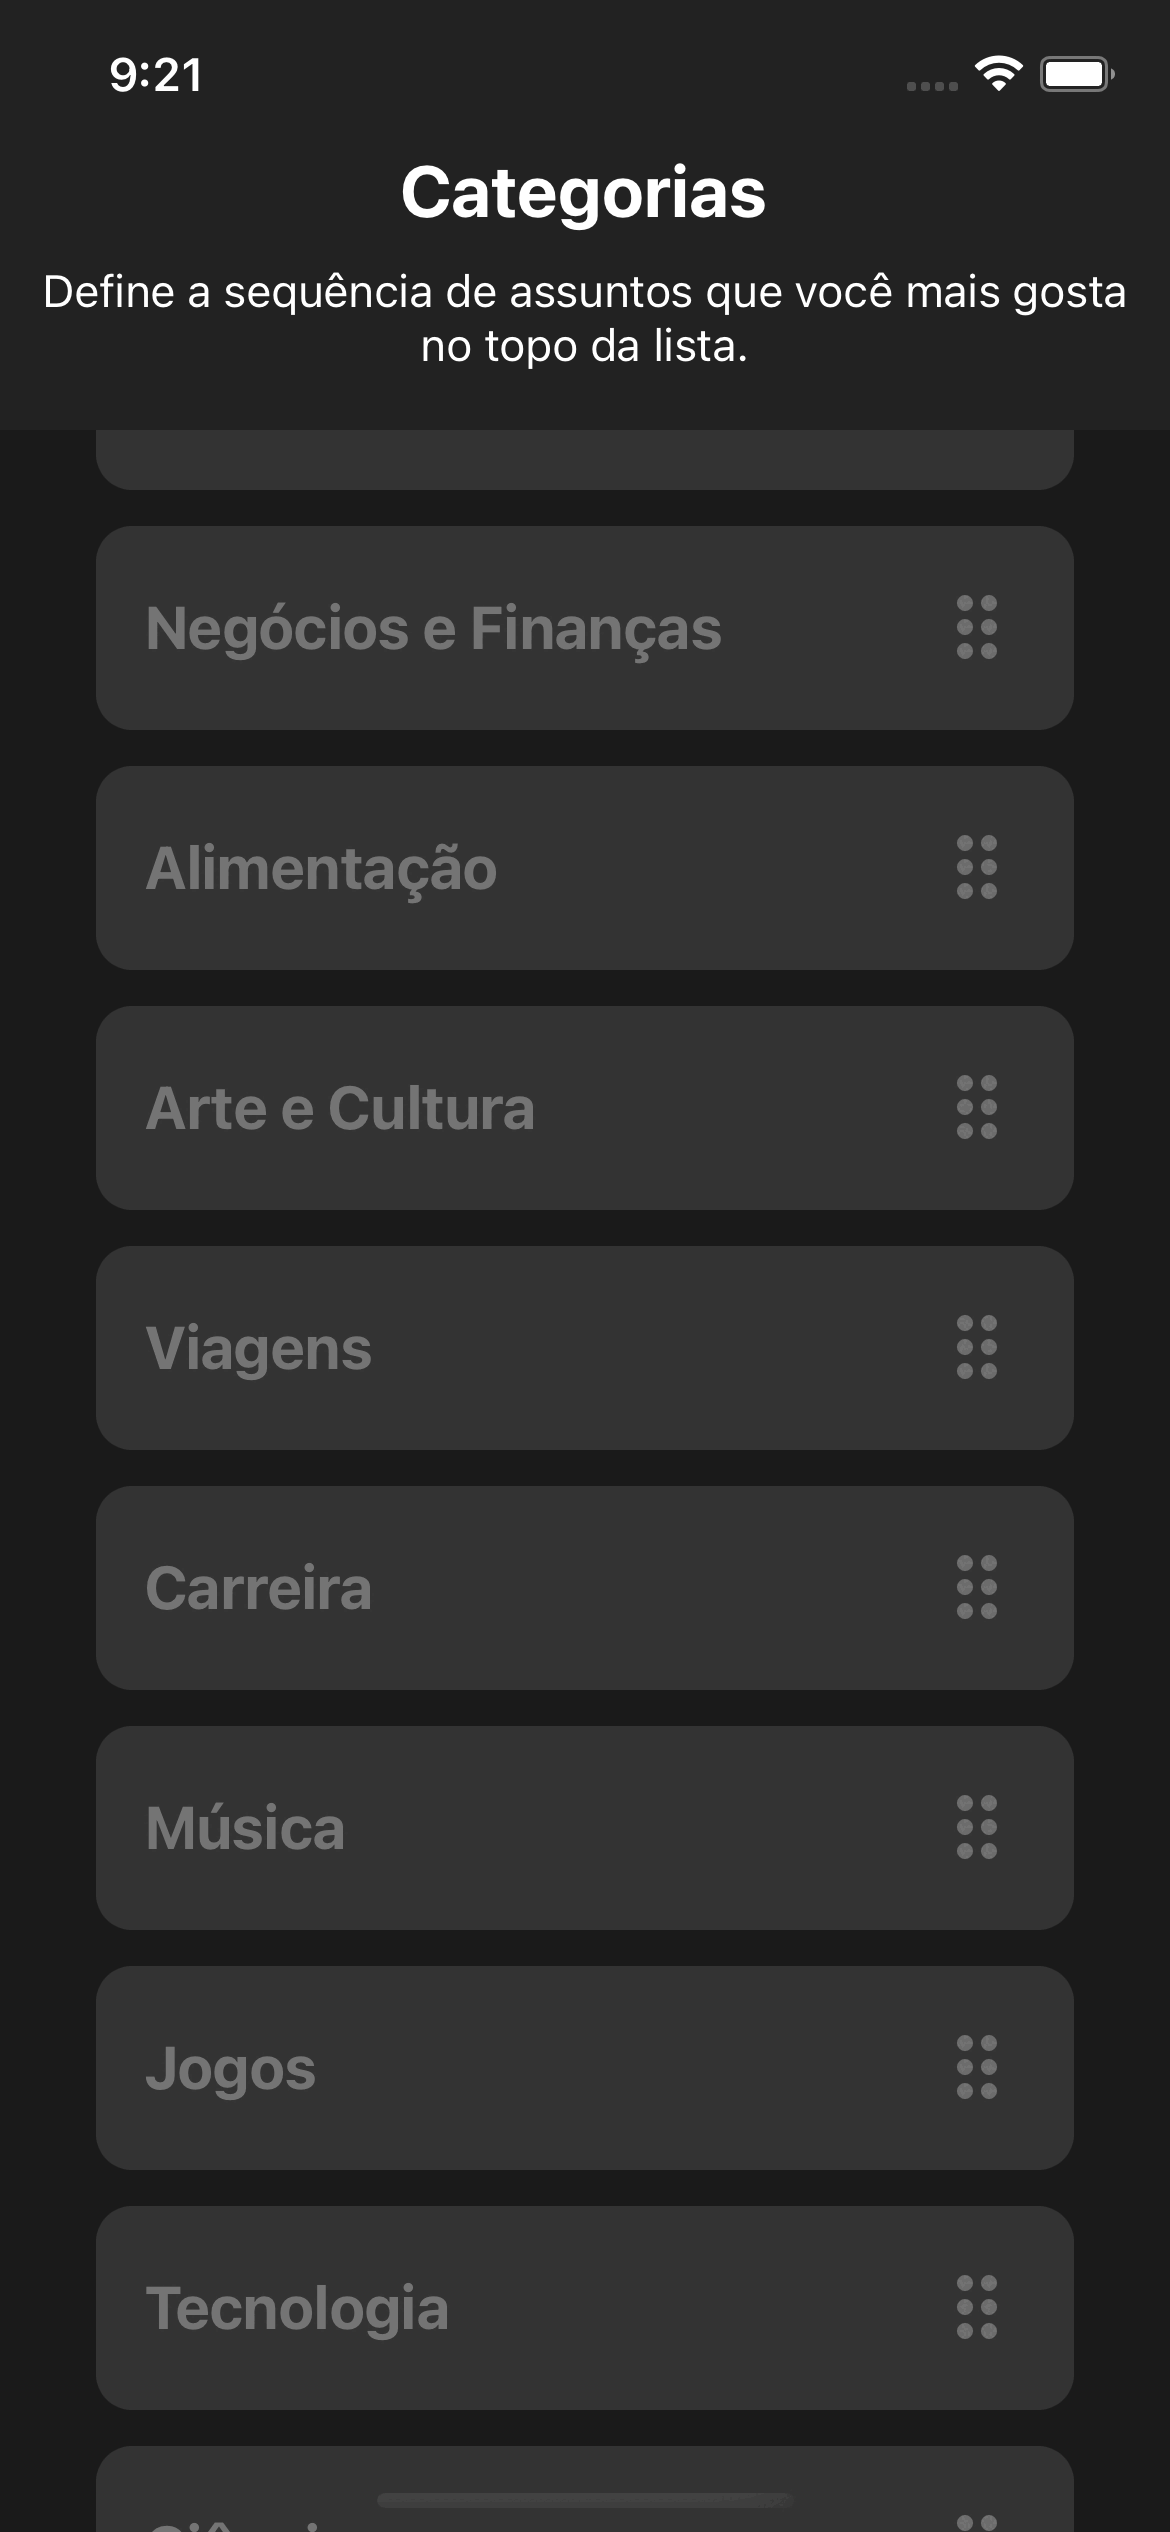 9:21
Categorias
Define a sequência de assuntos que você mais gosta
no topo da lista.
Negócios e Finanças
Alimentação
Arte e Cultura
Viagens
Carreira
Música
Jogos
Tecnologia